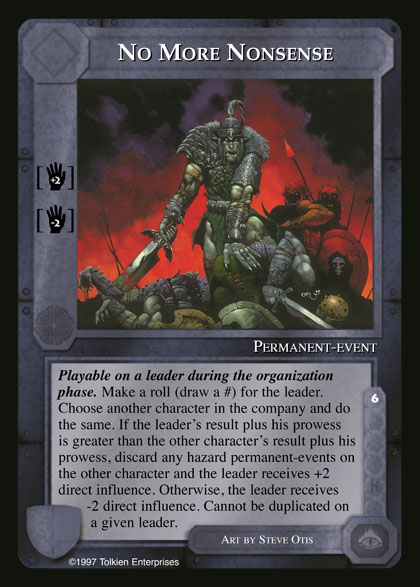 No More Nonsense
[+2]
[-2]
Permanent-event
Playable on a leader during the organization
phase. Make a roll (draw a #) for the leader.
Choose another character in the company and do
the same. If the leader's result plus his prowess
is greater than the other character's result plus his
prowess, discard any hazard permanent-events on
the other character and the leader receives +2
direct influence. Otherwise, the leader receives
-2 direct influence. Cannot be duplicated on
a given leader.
6
H
Art by Steve Otis
©1997 Tolkien Enterprises